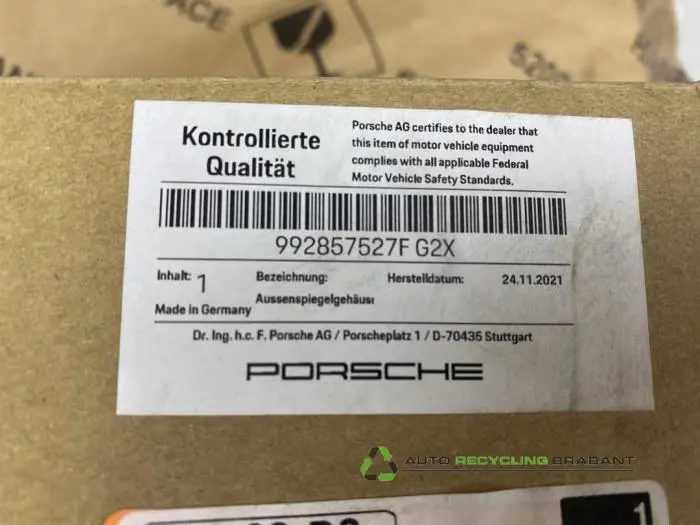 ACE
5200
Kontrollierte
Qualität
Porsche AG certifies to the dealer that
this item of motor vehicle equipment
complies with all applicable Federal
Motor Vehicle Safety Standards.
992857527F G2X
Inhalt: 1
Bezeichnung:
Herstelldatum:
24.11.2021
Aussenspiegelgehäus
Made in Germany
Dr. Ing. h.c. F. Porsche AG / Porscheplatz 1 / D-70435 Stuttgart
PORSCHE
AUTO RECYCLING BRABANT
1